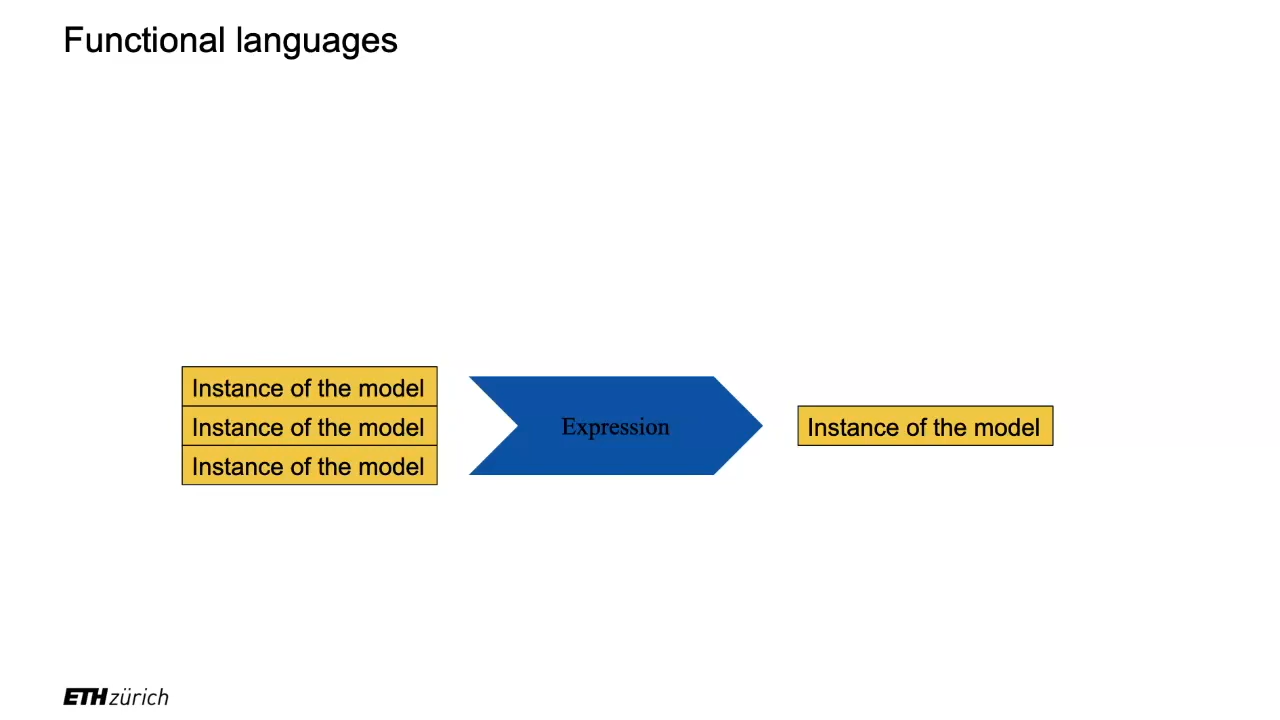 Functional languages
Instance of the model
Instance of the model
Instance of the model
Expression
Instance of the model
ETH zürich